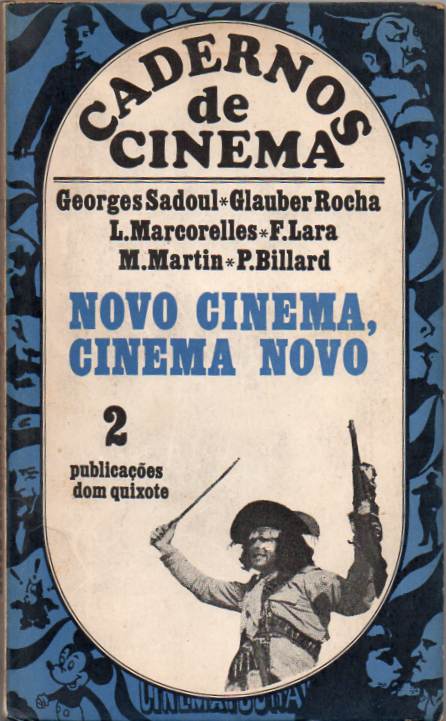 CADERNOS
de
CINEMA
Georges Sadoul*Glauber Rocha
L.Marcorelles*F.Lara
M.Martin*P.Billard
NOVO CINEMA,
CINEMA NOVO
2
publicações
dom quixote